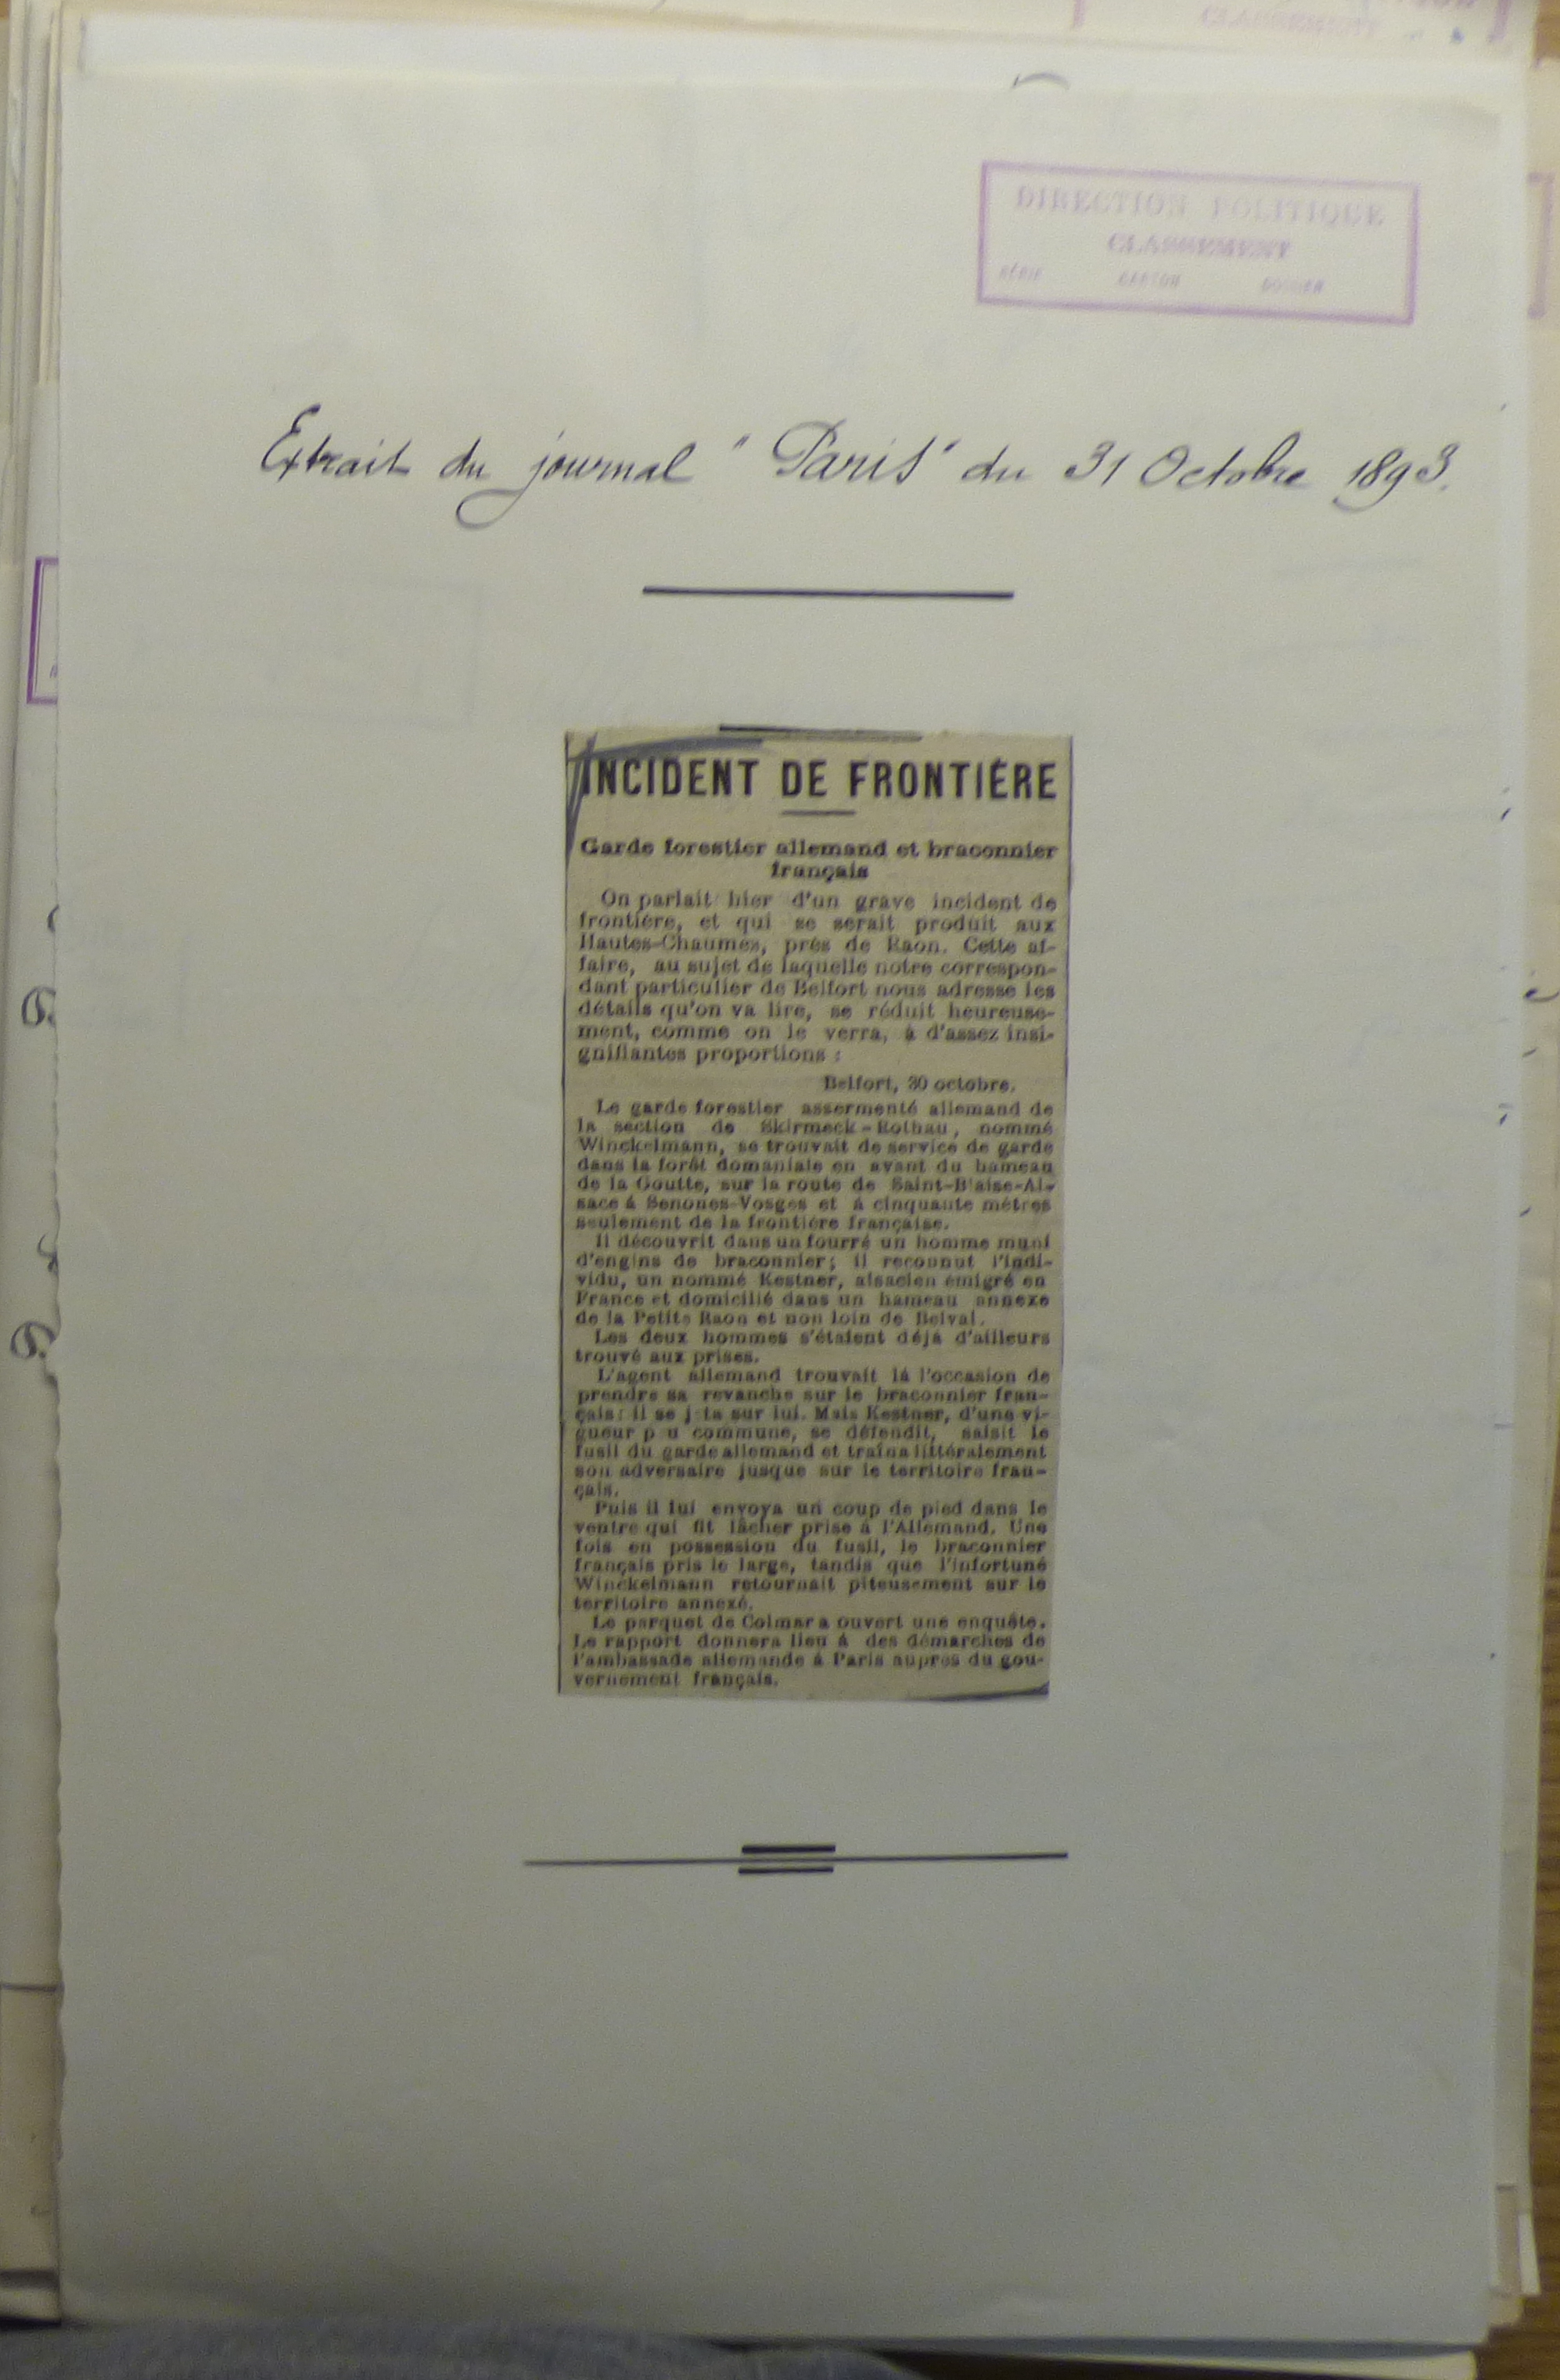 DIRECTION POLITIQUE
CLASSEMENT
SÉRIE CARTON DOSSIER
Extrait du journal "Paris" du 31 Octobre 1893.
INCIDENT DE FRONTIÈRE
Garde forestier allemand et braconnier
français
On parlait hier d'un grave incident de
frontière, et qui se serait produit aux
Hautes-Chaumes, près de Raon. Cette af-
faire, au sujet de laquelle notre correspon-
dant particulier de Belfort nous adresse les
détails qu'on va lire, se réduit heureuse-
ment, comme on le verra, à d'assez insi-
gnifiantes proportions :
Belfort, 30 octobre.
Le garde forestier assermenté allemand de
la section de Skirmeck-Rothau, nommé
Winckelmann, se trouvait de service de garde
dans la forêt domaniale en avant du hameau
de la Goutte, sur la route de Saint-Blaise-Al-
sace à Senones-Vosges et à cinquante mètres
seulement de la frontière française.
Il découvrit dans un fourré un homme muni
d'engins de braconnier; il reconnut l'indi-
vidu, un nommé Kestner, alsacien émigré en
France et domicilié dans un hameau annexe
de la Petite Raon et non loin de Belval.
Les deux hommes s'étaient déjà d'ailleurs
trouvé aux prises.
L'agent allemand trouvait là l'occasion de
prendre sa revanche sur le braconnier fran-
çais: il se j ta sur lui. Mais Kestner, d'une vi-
gueur p u commune, se défendit, saisit le
fusil du garde allemand et traîna littéralement
son adversaire jusque sur le territoire fran-
çais.
Puis il lui envoya un coup de pied dans le
ventre qui fit lâcher prise à l'Allemand. Une
fois en possession du fusil, le braconnier
français pris le large, tandis que l'infortuné
Winckelmann retournait piteusement sur le
territoire annexé.
Le parquet de Colmar a ouvert une enquête.
Le rapport donnera lieu à des démarches de
l'ambassade allemande à Paris auprès du gou-
vernement français.